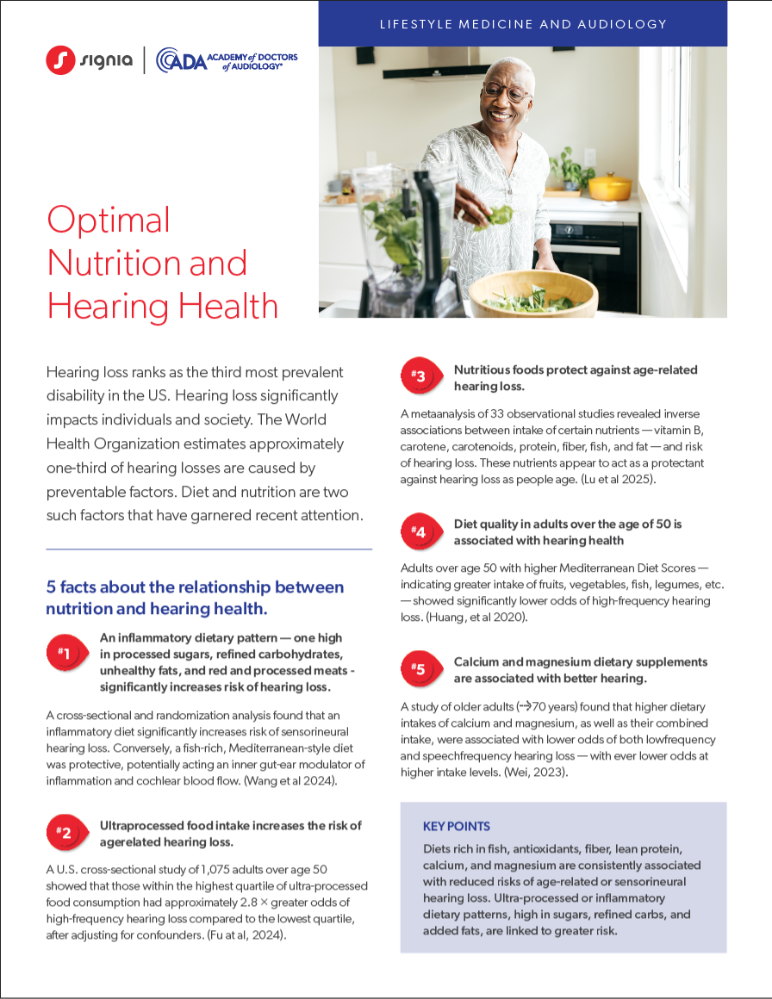 LIFESTYLE MEDICINE AND AUDIOLOGY
signia
ADA ACADEMY of DOCTORS
of AUDIOLOGY®
Optimal
Nutrition and
Hearing Health
Hearing loss ranks as the third most prevalent
disability in the US. Hearing loss significantly
impacts individuals and society. The World
Health Organization estimates approximately
one-third of hearing losses are caused by
preventable factors. Diet and nutrition are two
such factors that have garnered recent attention.
5 facts about the relationship between
nutrition and hearing health.
#1
An inflammatory dietary pattern — one high
in processed sugars, refined carbohydrates,
unhealthy fats, and red and processed meats -
significantly increases risk of hearing loss.
A cross-sectional and randomization analysis found that an
inflammatory diet significantly increases risk of sensorineural
hearing loss. Conversely, a fish-rich, Mediterranean-style diet
was protective, potentially acting an inner gut-ear modulator of
inflammation and cochlear blood flow. (Wang et al 2024).
#2
Ultraprocessed food intake increases the risk of
agerelated hearing loss.
A U.S. cross-sectional study of 1,075 adults over age 50
showed that those within the highest quartile of ultra-processed
food consumption had approximately 2.8 × greater odds of
high-frequency hearing loss compared to the lowest quartile,
after adjusting for confounders. (Fu at al, 2024).
#3
Nutritious foods protect against age-related
hearing loss.
A metaanalysis of 33 observational studies revealed inverse
associations between intake of certain nutrients — vitamin B,
carotene, carotenoids, protein, fiber, fish, and fat — and risk
of hearing loss. These nutrients appear to act as a protectant
against hearing loss as people age. (Lu et al 2025).
#4
Diet quality in adults over the age of 50 is
associated with hearing health
Adults over age 50 with higher Mediterranean Diet Scores —
indicating greater intake of fruits, vegetables, fish, legumes, etc.
— showed significantly lower odds of high-frequency hearing
loss. (Huang, et al 2020).
#5
Calcium and magnesium dietary supplements
are associated with better hearing.
A study of older adults (⤑70 years) found that higher dietary
intakes of calcium and magnesium, as well as their combined
intake, were associated with lower odds of both lowfrequency
and speechfrequency hearing loss — with ever lower odds at
higher intake levels. (Wei, 2023).
KEY POINTS
Diets rich in fish, antioxidants, fiber, lean protein,
calcium, and magnesium are consistently associated
with reduced risks of age-related or sensorineural
hearing loss. Ultra-processed or inflammatory
dietary patterns, high in sugars, refined carbs, and
added fats, are linked to greater risk.